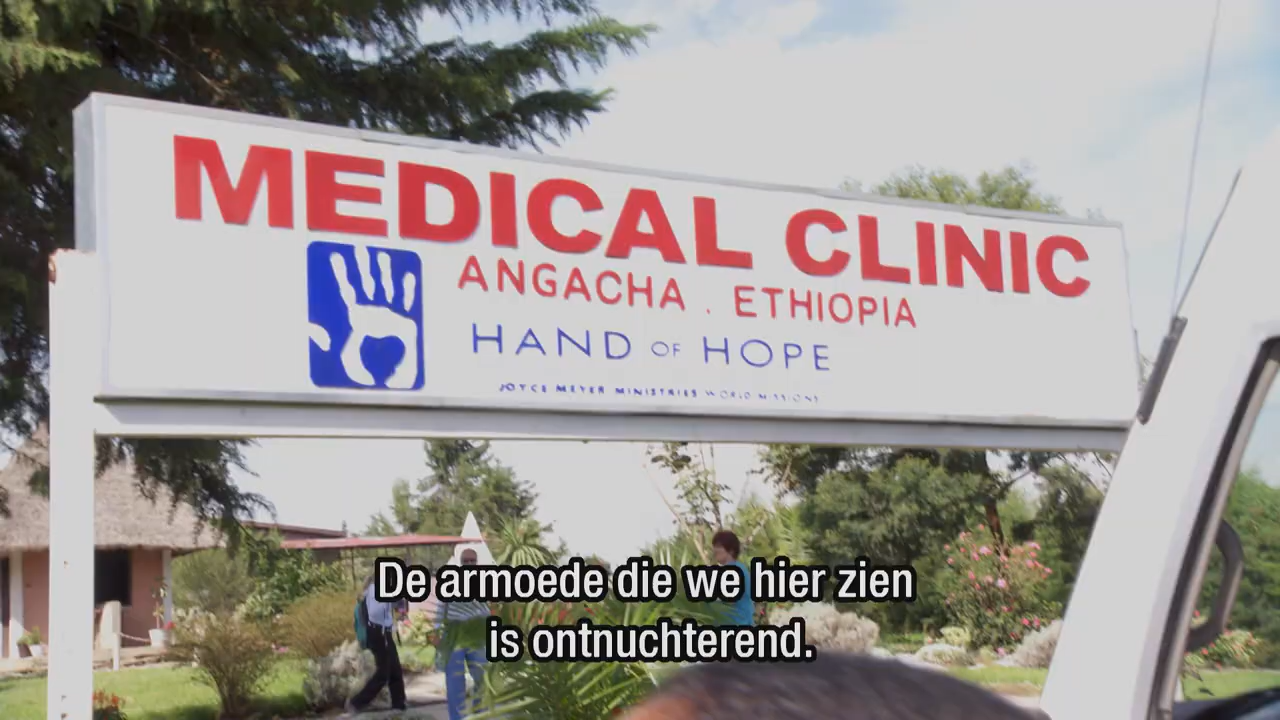 MEDICAL CLINIC
ANGACHA . ETHIOPIA
HAND OF HOPE
JOYCE MEYER MINISTRIES WORLD MISSIONS
De armoede die we hier zien
is ontnuchterend.